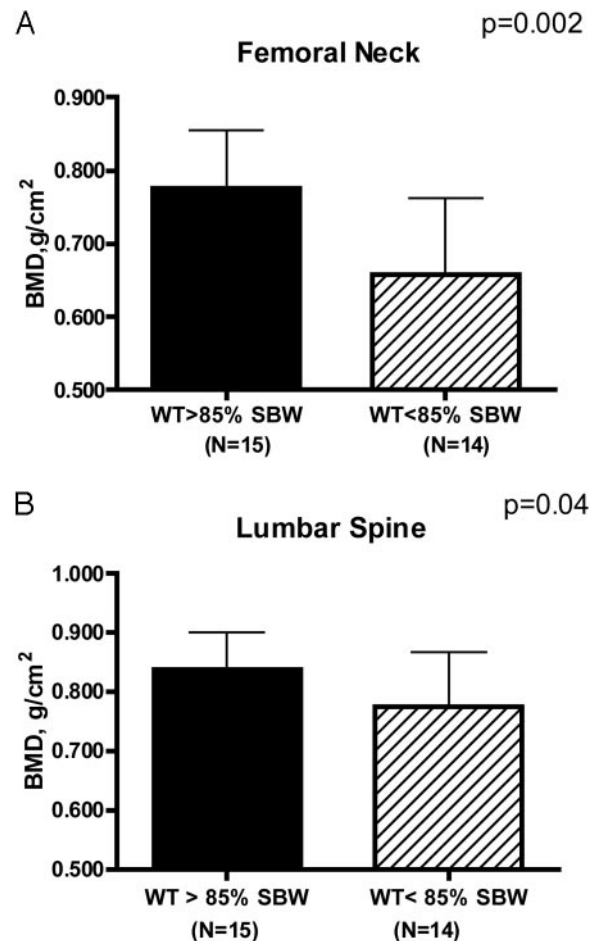 A
p=0.002
Femoral Neck
BMD,g/cm²
0.900
0.800
0.700
0.600
0.500
WT>85% SBW WT<85% SBW
(N=15) (N=14)
B
p=0.04
Lumbar Spine
BMD, g/cm²
1.000
0.900
0.800
0.700
0.600
0.500
WT > 85% SBW WT< 85% SBW
(N=15) (N=14)